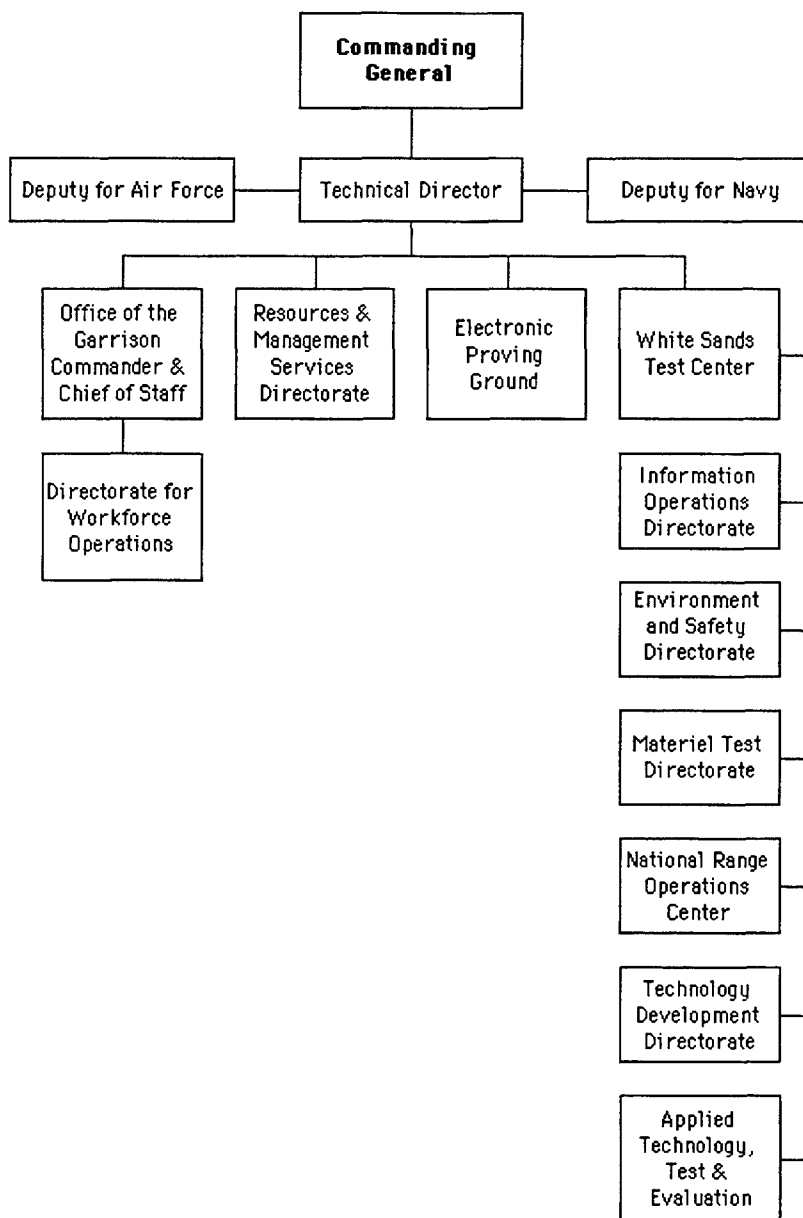 Commanding
General
Deputy for Air Force
Technical Director
Deputy for Navy
Office of the
Garrison
Commander &
Chief of Staff
Resources &
Management
Services
Directorate
Electronic
Proving
Ground
White Sands
Test Center
Directorate for
Workforce
Operations
Information
Operations
Directorate
Environment
and Safety
Directorate
Materiel Test
Directorate
National Range
Operations
Center
Technology
Development
Directorate
Applied
Technology,
Test &
Evaluation